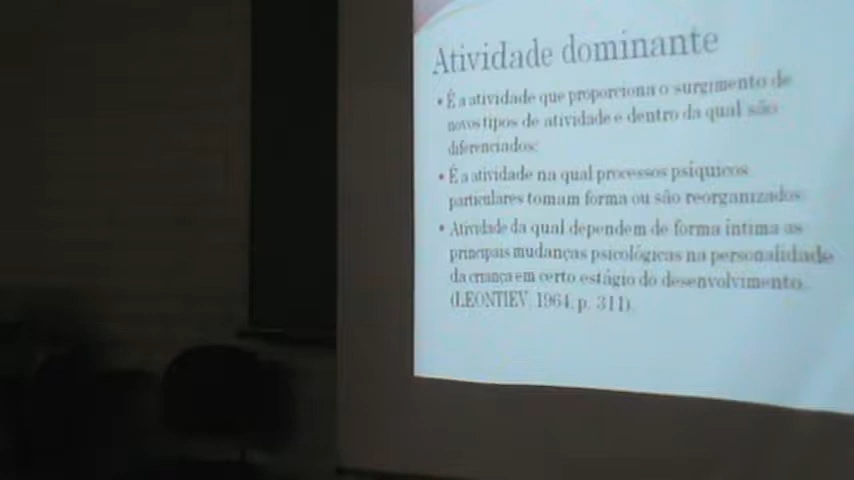 Atividade dominante
• É a atividade que proporciona o surgimento de
novos tipos de atividade e dentro da qual são
diferenciados;
• É a atividade na qual processos psíquicos
particulares tomam forma ou são reorganizados
• Atividade da qual dependem de forma íntima as
principais mudanças psicológicas na personalidade
da criança em certo estágio do desenvolvimento.
(LEONTIEV, 1964, p. 311).